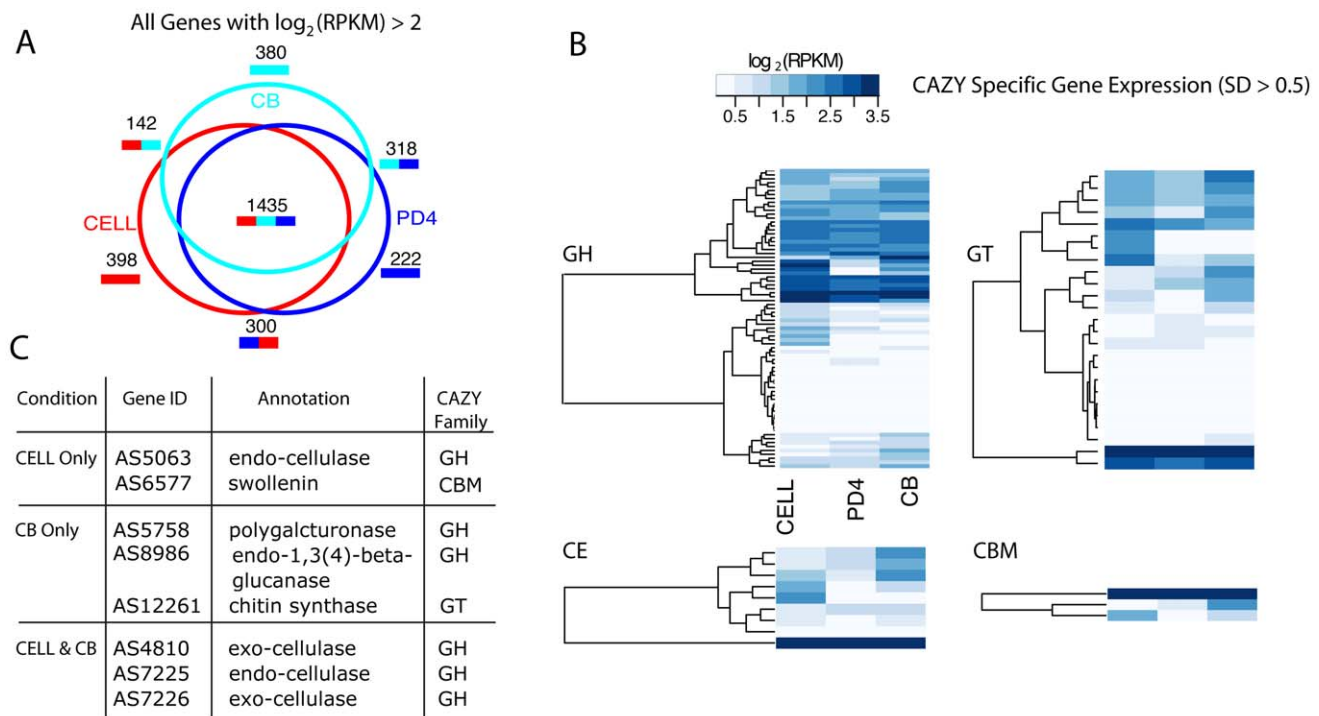 A
All Genes with log₂(RPKM) > 2
380
CB
142
318
1435
CELL
PD4
398
222
300
B
log ₂(RPKM)
0.5 1.5 2.5 3.5
CAZY Specific Gene Expression (SD > 0.5)
GH
GT
CELL
PD4
CB
CE
CBM
C
Condition Gene ID Annotation CAZY
Family
CELL Only AS5063 endo-cellulase GH
AS6577 swollenin CBM
CB Only AS5758 polygalcturonase GH
AS8986 endo-1,3(4)-beta- GH
glucanase
AS12261 chitin synthase GT
CELL & CB AS4810 exo-cellulase GH
AS7225 endo-cellulase GH
AS7226 exo-cellulase GH